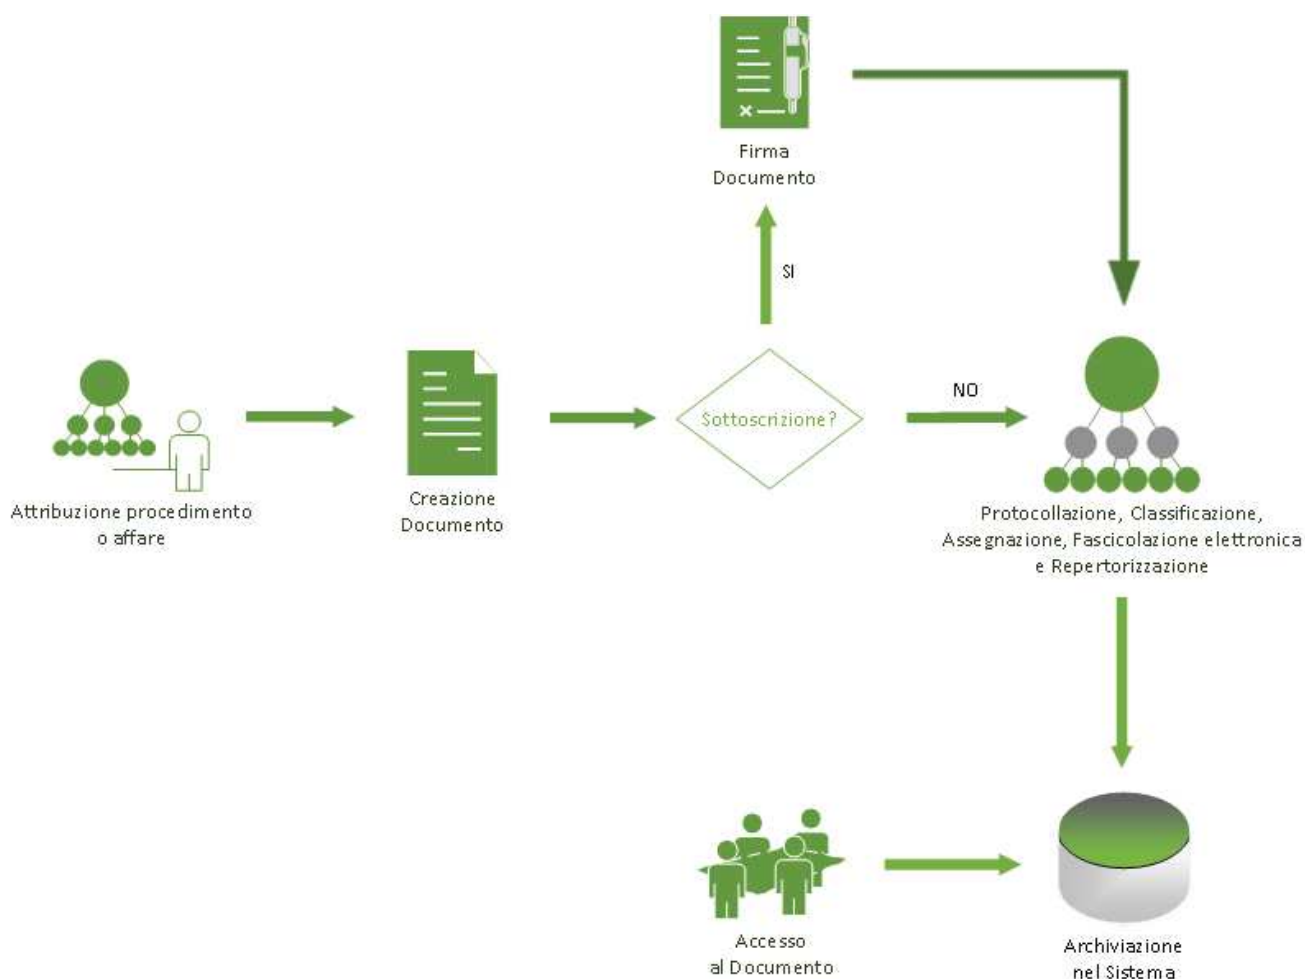 Firma
Documento
SI
Sottoscrizione?
NO
Attribuzione procedimento
o affare
Creazione
Documento
Protocollazione, Classificazione,
Assegnazione, Fascicolazione elettronica
e Repertorizzazione
Accesso
al Documento
Archiviazione
nel Sistema